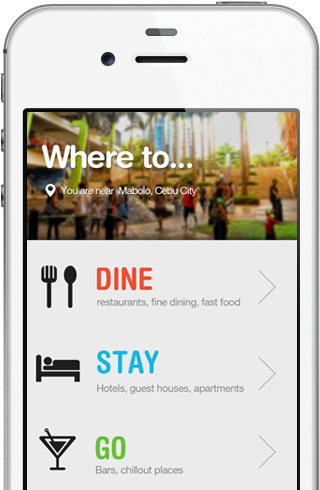 Where to...
You are near :Mabolo, Cebu City
DINE
restaurants, fine dining, fast food
STAY
Hotels, guest houses, apartments
GO
Bars, chillout places